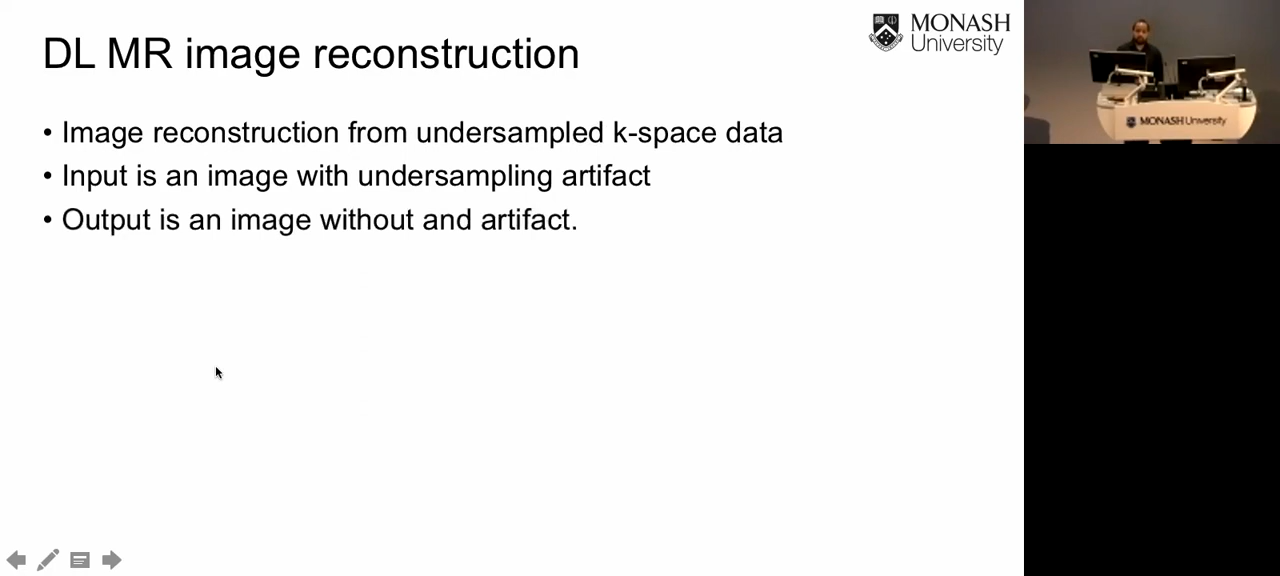 DL MR image reconstruction
MONASH
University
• Image reconstruction from undersampled k-space data
• Input is an image with undersampling artifact
• Output is an image without and artifact.
MONASH University